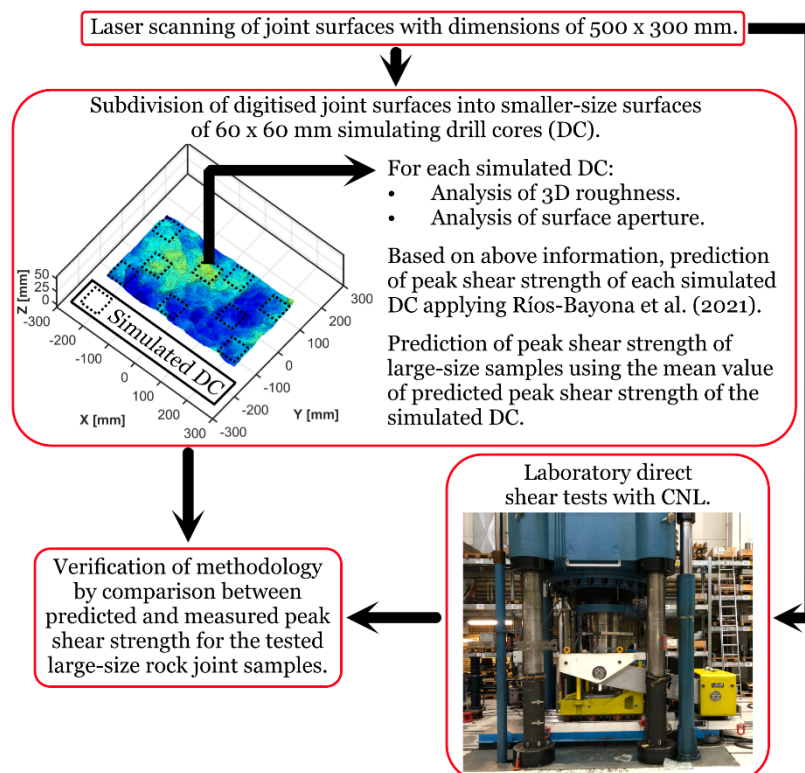 Laser scanning of joint surfaces with dimensions of 500 x 300 mm.
Subdivision of digitised joint surfaces into smaller-size surfaces
of 60 x 60 mm simulating drill cores (DC).
For each simulated DC:
• Analysis of 3D roughness.
• Analysis of surface aperture.
Based on above information, prediction
of peak shear strength of each simulated
DC applying Ríos-Bayona et al. (2021).
Prediction of peak shear strength of
large-size samples using the mean value
of predicted peak shear strength of the
simulated DC.
Z [mm]
50
25
0
-300
-200
-100
0
100
200
300
X [mm]
-300
-200
-100
0
100
200
300
Y [mm]
Simulated DC
Laboratory direct
shear tests with CNL.
Verification of methodology
by comparison between
predicted and measured peak
shear strength for the tested
large-size rock joint samples.